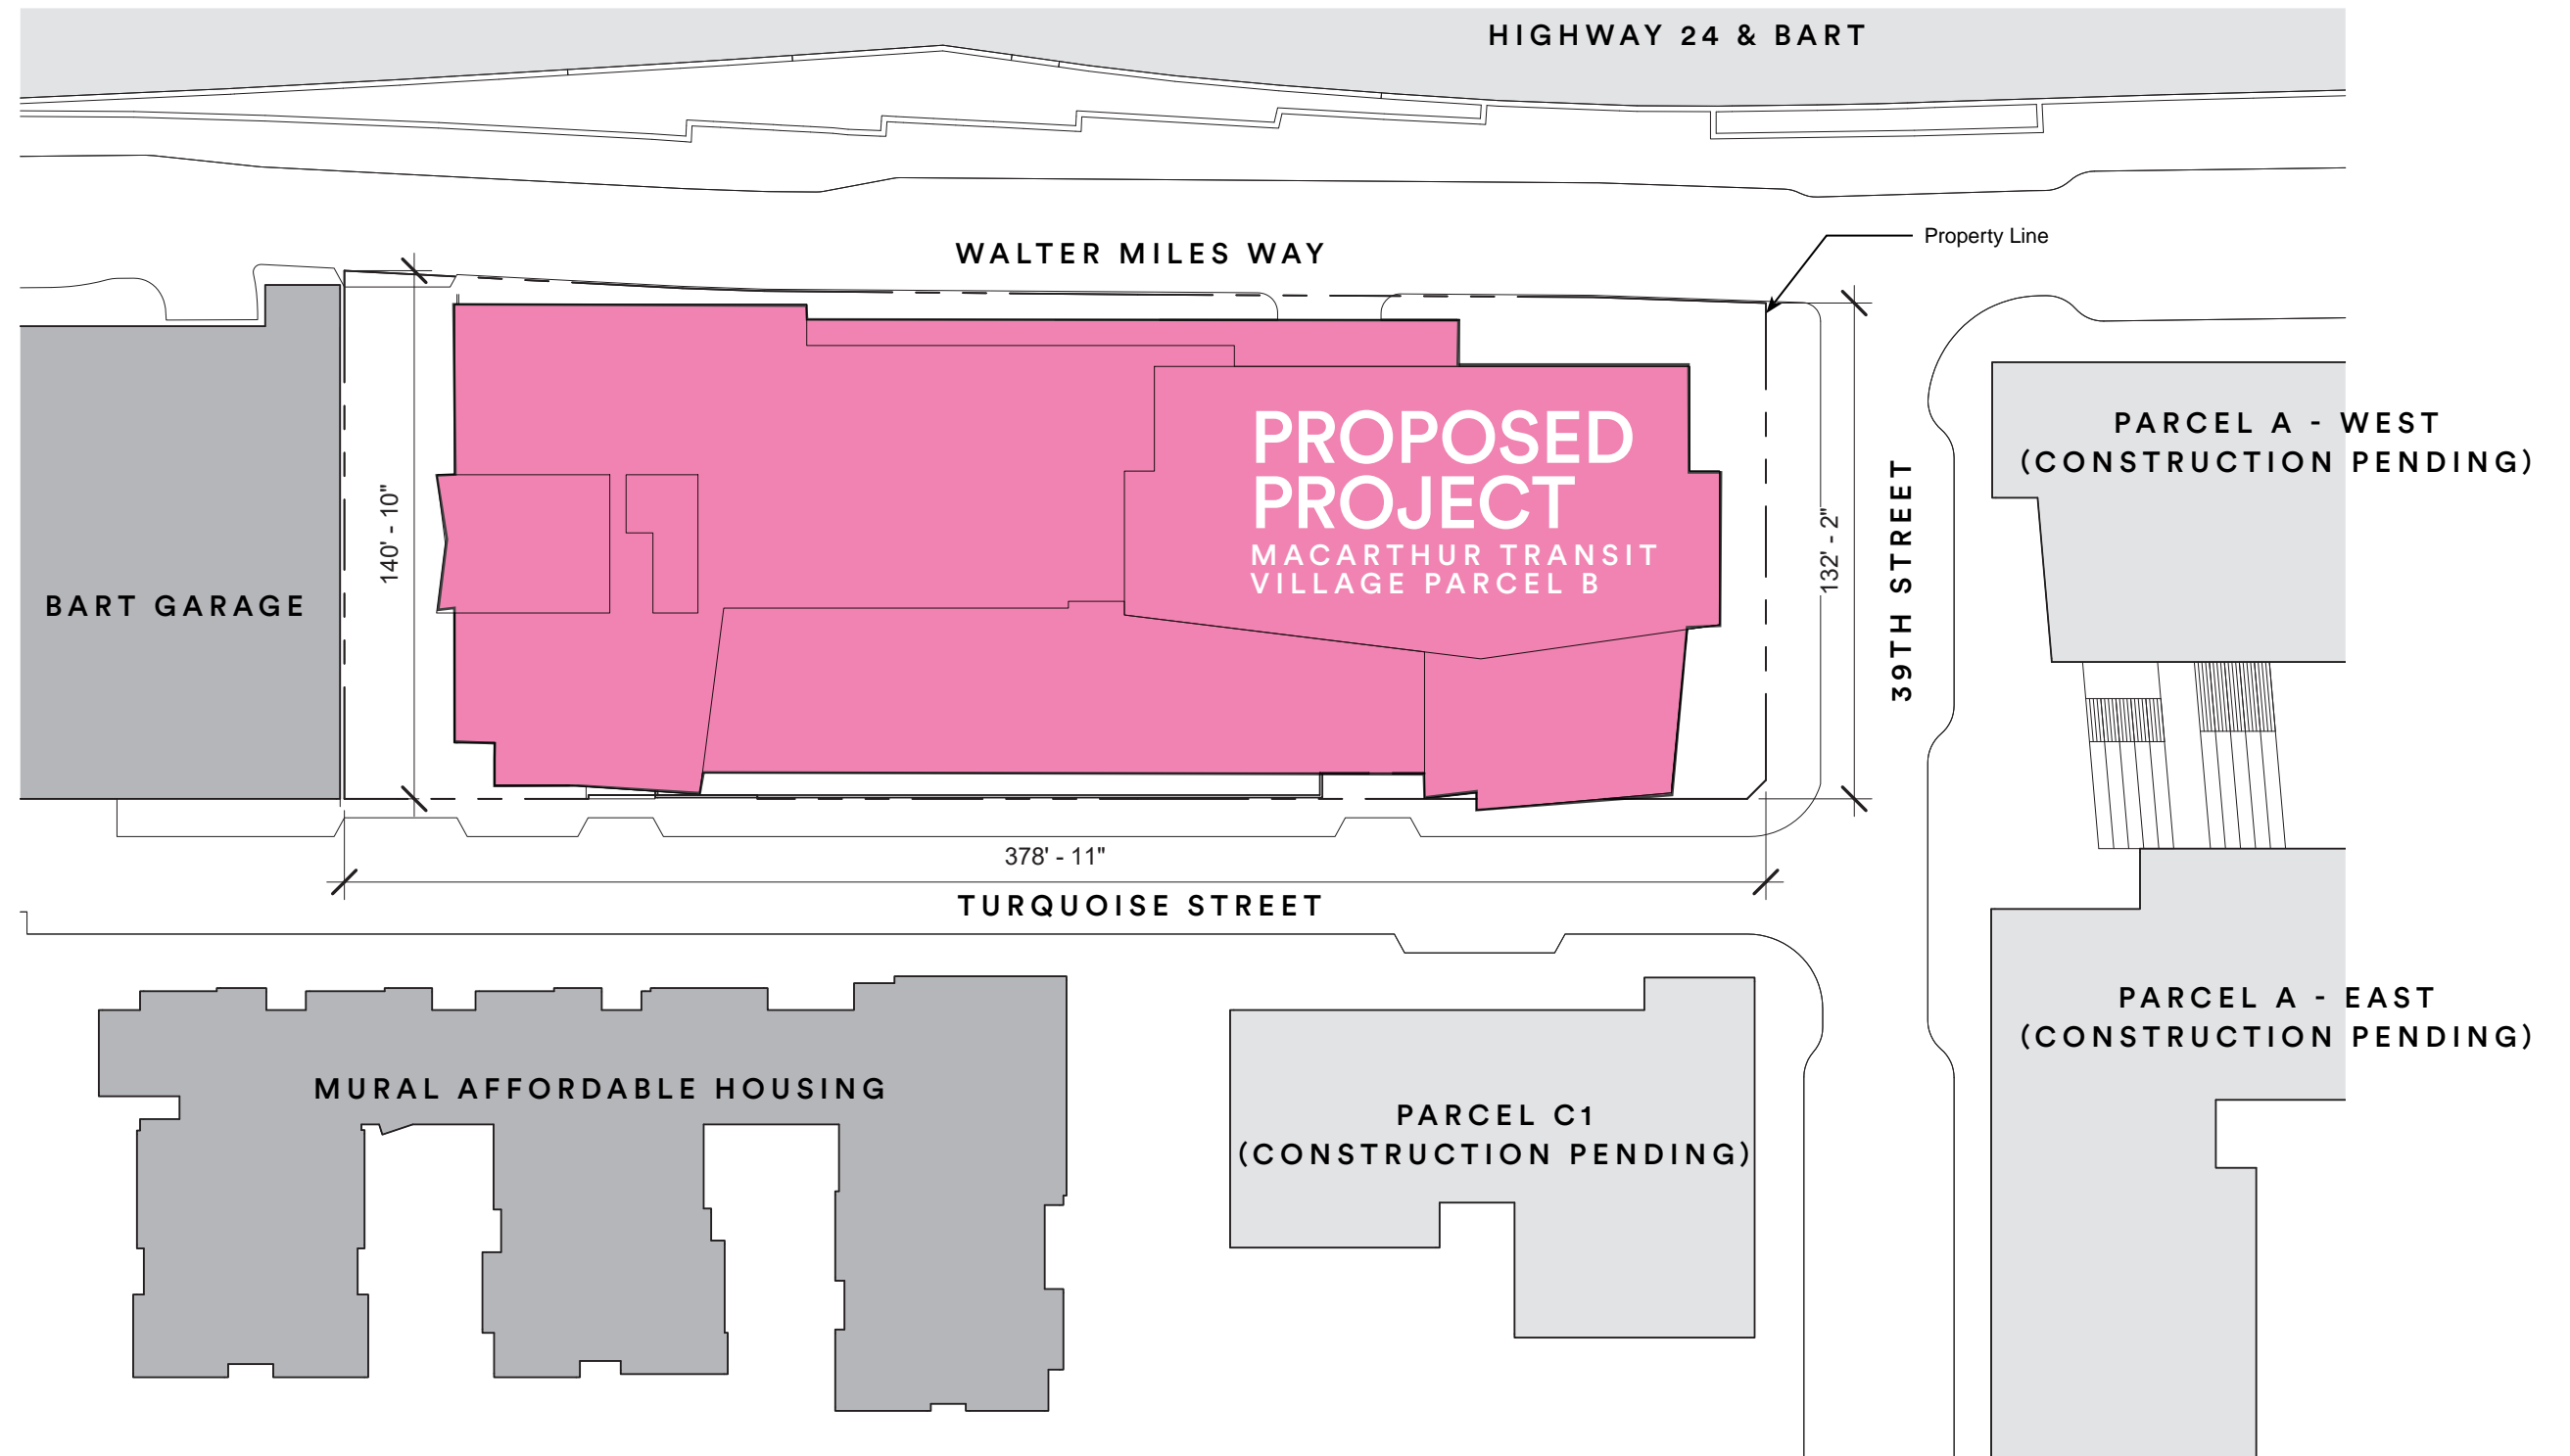 HIGHWAY 24 & BART
Property Line
WALTER MILES WAY
PARCEL A - WEST
(CONSTRUCTION PENDING)
PROPOSED
PROJECT
MACARTHUR TRANSIT
VILLAGE PARCEL B
140' - 10"
132' - 2"
39TH STREET
BART GARAGE
378' - 11"
TURQUOISE STREET
PARCEL A - EAST
(CONSTRUCTION PENDING)
MURAL AFFORDABLE HOUSING
PARCEL C1
(CONSTRUCTION PENDING)